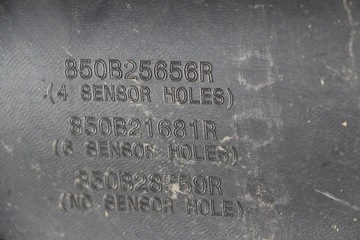 850B25656R
(4 SENSOR HOLES)
850B21681R
(6 SENSOR HOLES)
(NO SENSOR HOLE)